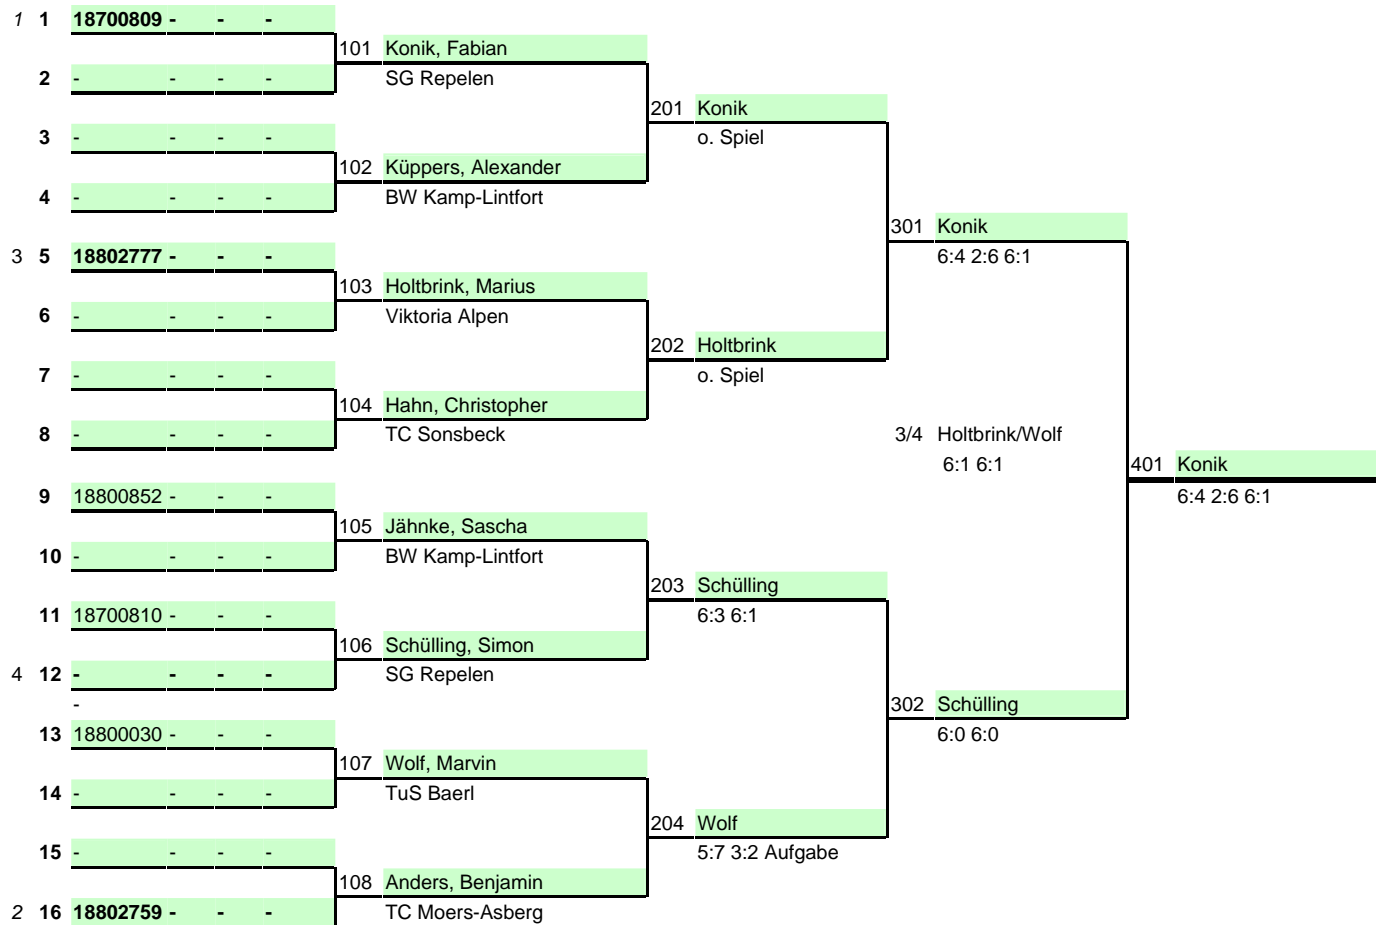 1 1 18700809 - - -
101 Konik, Fabian
2 - - - - SG Repelen
201 Konik
3 - - - - o. Spiel
102 Küppers, Alexander
4 - - - - BW Kamp-Lintfort
301 Konik
3 5 18802777 - - - 6:4 2:6 6:1
103 Holtbrink, Marius
6 - - - - Viktoria Alpen
202 Holtbrink
7 - - - - o. Spiel
104 Hahn, Christopher
8 - - - - TC Sonsbeck 3/4 Holtbrink/Wolf
6:1 6:1 401 Konik
9 18800852 - - - 6:4 2:6 6:1
105 Jähnke, Sascha
10 - - - - BW Kamp-Lintfort
203 Schülling
11 18700810 - - - 6:3 6:1
106 Schülling, Simon
4 12 - - - - SG Repelen
- 302 Schülling
13 18800030 - - - 6:0 6:0
107 Wolf, Marvin
14 - - - - TuS Baerl
204 Wolf
15 - - - - 5:7 3:2 Aufgabe
108 Anders, Benjamin
2 16 18802759 - - - TC Moers-Asberg